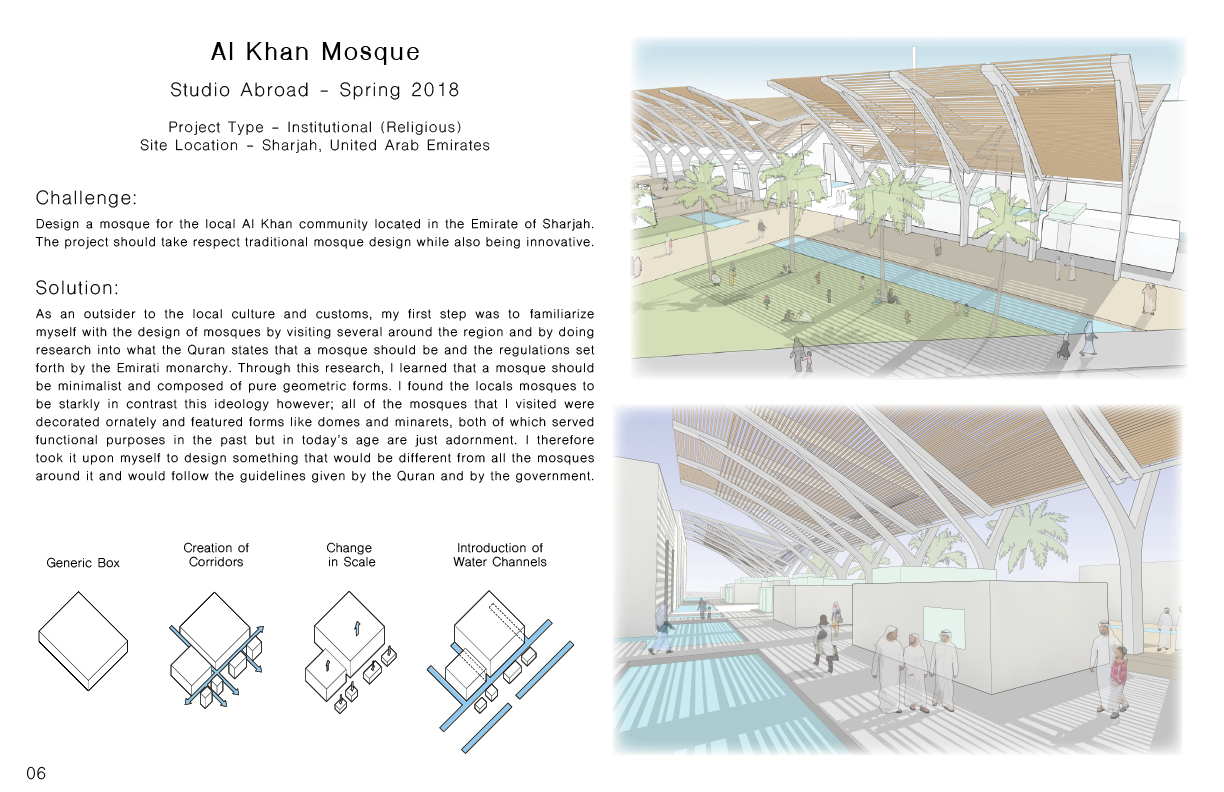 Al Khan Mosque
Studio Abroad – Spring 2018
Project Type – Institutional (Religious)
Site Location – Sharjah, United Arab Emirates
Challenge:
Design a mosque for the local Al Khan community located in the Emirate of Sharjah.
The project should take respect traditional mosque design while also being innovative.
Solution:
As an outsider to the local culture and customs, my first step was to familiarize
myself with the design of mosques by visiting several around the region and by doing
research into what the Quran states that a mosque should be and the regulations set
forth by the Emirati monarchy. Through this research, I learned that a mosque should
be minimalist and composed of pure geometric forms. I found the locals mosques to
be starkly in contrast this ideology however; all of the mosques that I visited were
decorated ornately and featured forms like domes and minarets, both of which served
functional purposes in the past but in today's age are just adornment. I therefore
took it upon myself to design something that would be different from all the mosques
around it and would follow the guidelines given by the Quran and by the government.
Generic Box
Creation of
Corridors
Change
in Scale
Introduction of
Water Channels
06